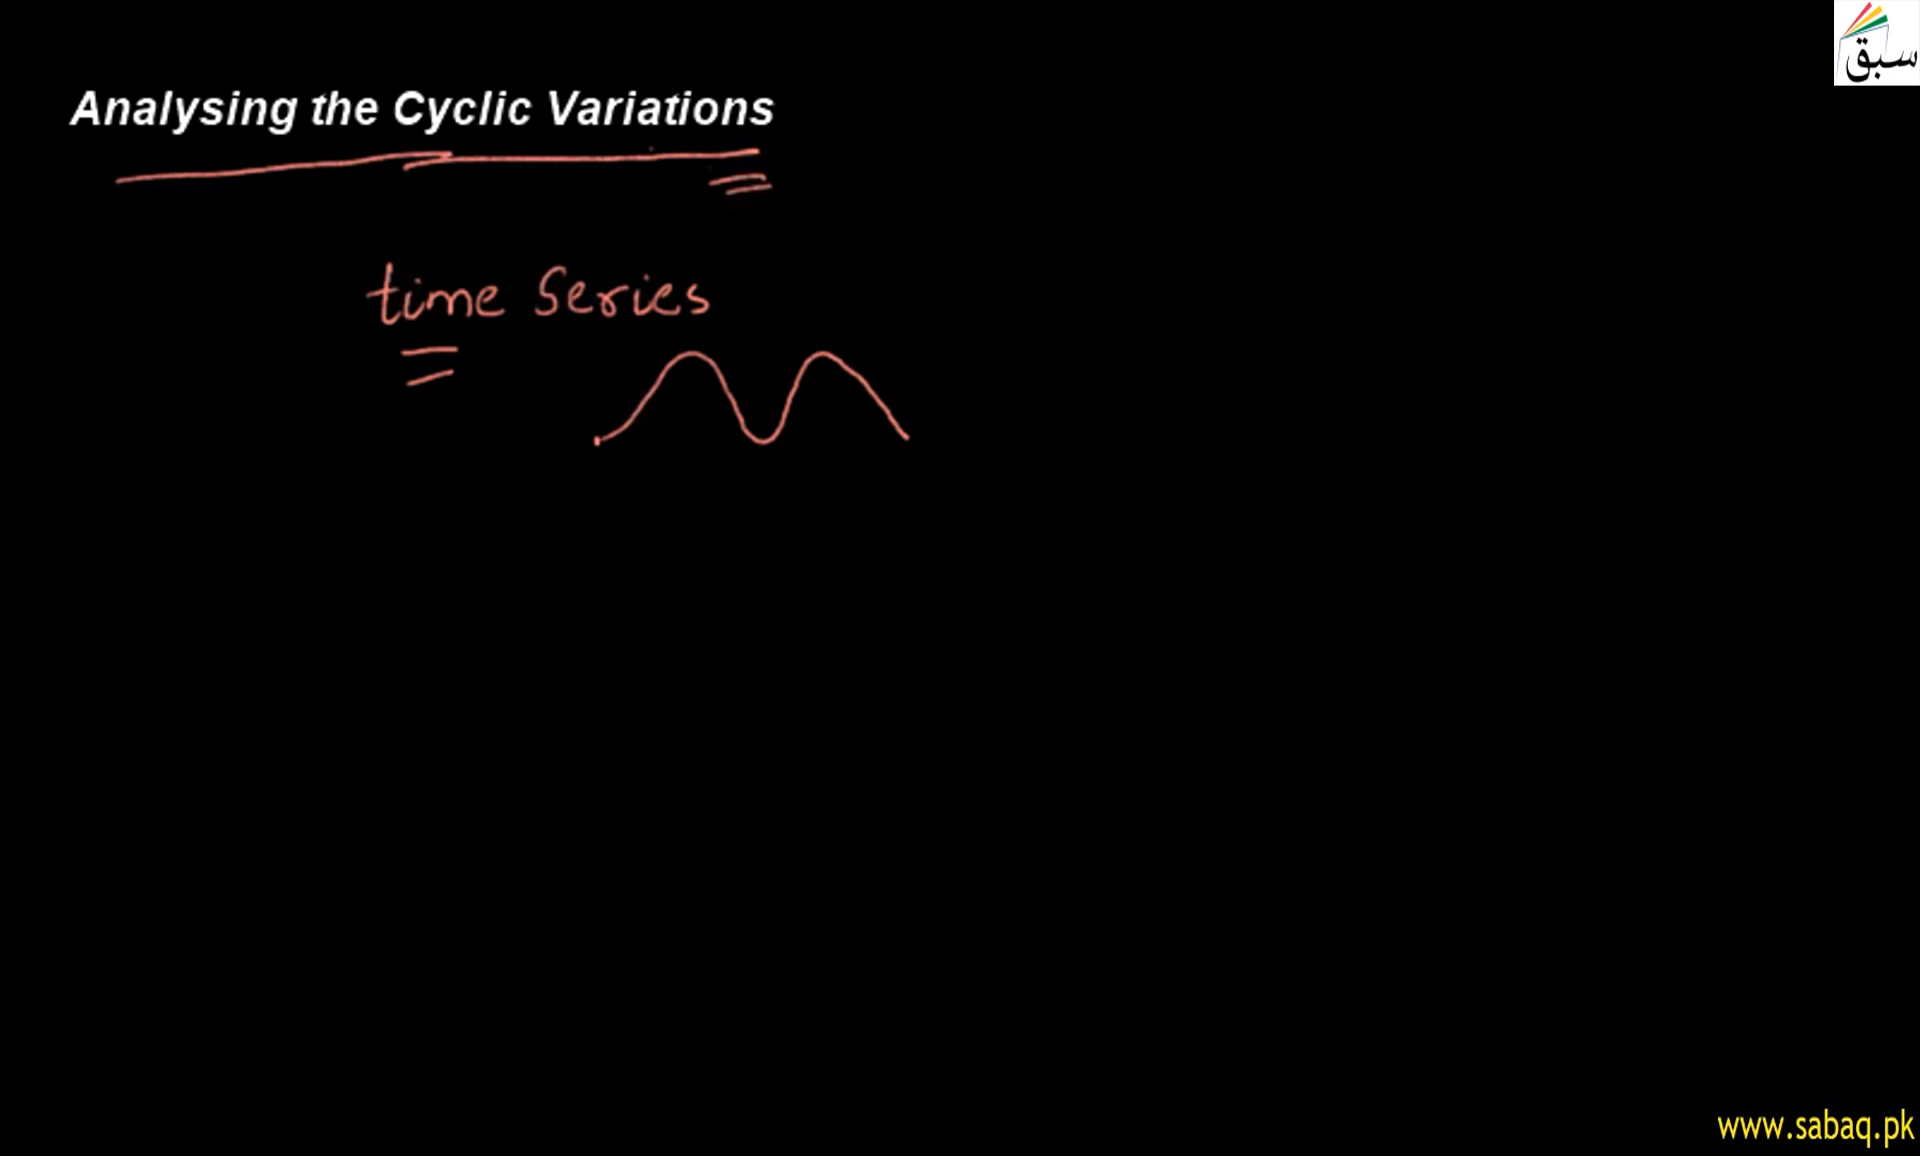 سبق
Analysing the Cyclic Variations
time Series
www.sabaq.pk